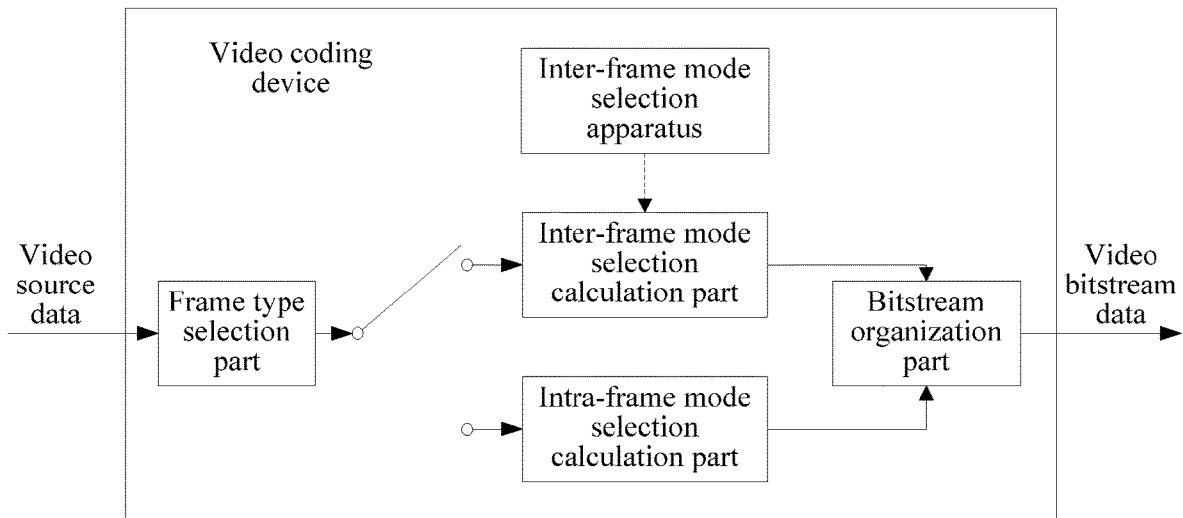 Video coding
device
Inter-frame mode
selection
apparatus
Video
source
data
Frame type
selection
part
Inter-frame mode
selection
calculation part
Intra-frame mode
selection
calculation part
Bitstream
organization
part
Video
bitstream
data